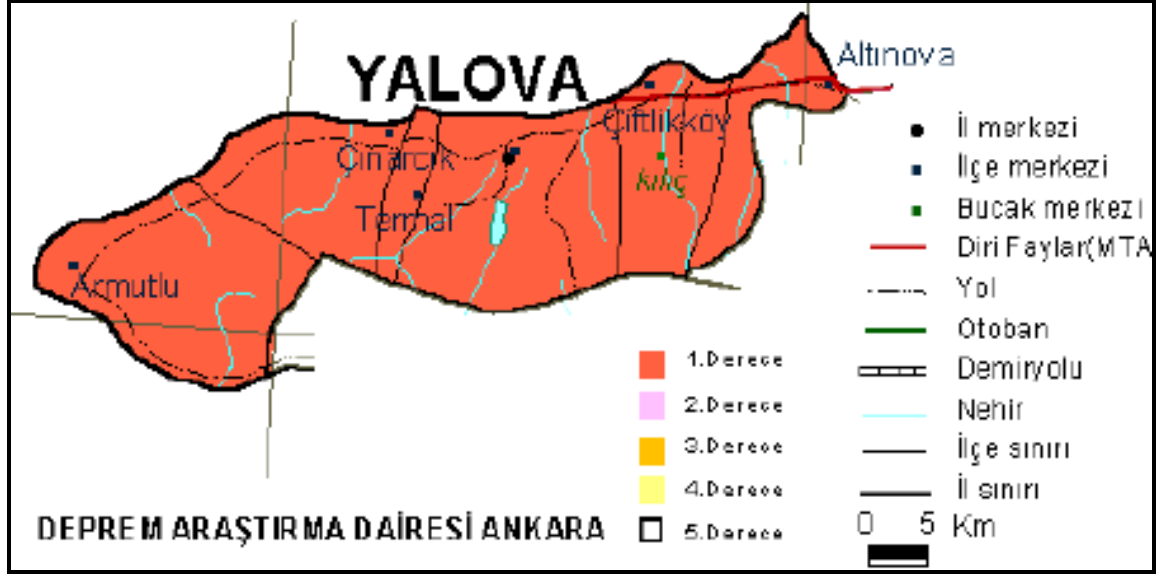 YALOVA
Altınova
Çiftlikköy
Çınarcık
kılıç
Termal
Armutlu
İl merkezi
İlçe merkezi
Bucak merkezi
Diri Faylar(MTA
Yol
Otoban
Demiryolu
Nehir
İlçe sınırı
İl sınırı
0 5 Km
1.Derece
2.Derece
3.Derece
4.Derece
5.Derece
DEPREM ARAŞTIRMA DAİRESİ ANKARA